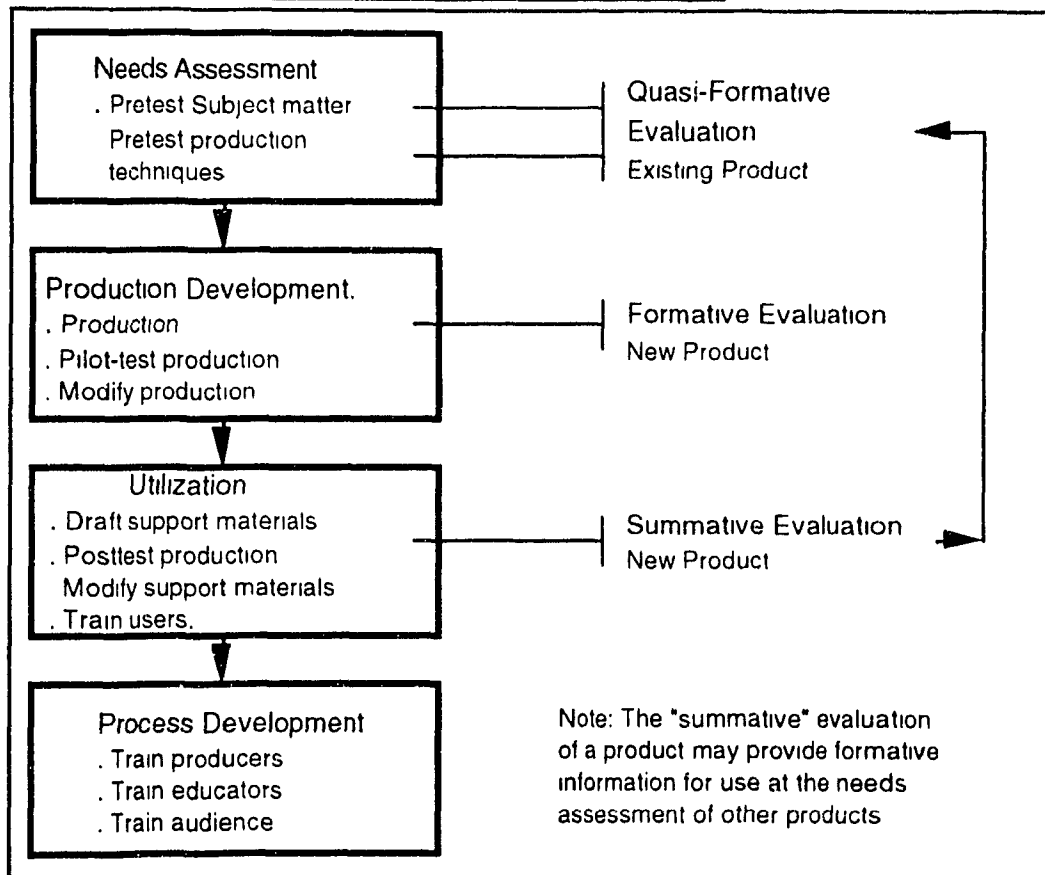 Needs Assessment
. Pretest Subject matter
Pretest production
techniques
Quasi-Formative
Evaluation
Existing Product
Production Development.
. Production
. Pilot-test production
. Modify production
Formative Evaluation
New Product
Utilization
. Draft support materials
. Posttest production
Modify support materials
. Train users.
Summative Evaluation
New Product
Process Development
. Train producers
. Train educators
. Train audience
Note: The "summative" evaluation
of a product may provide formative
information for use at the needs
assessment of other products